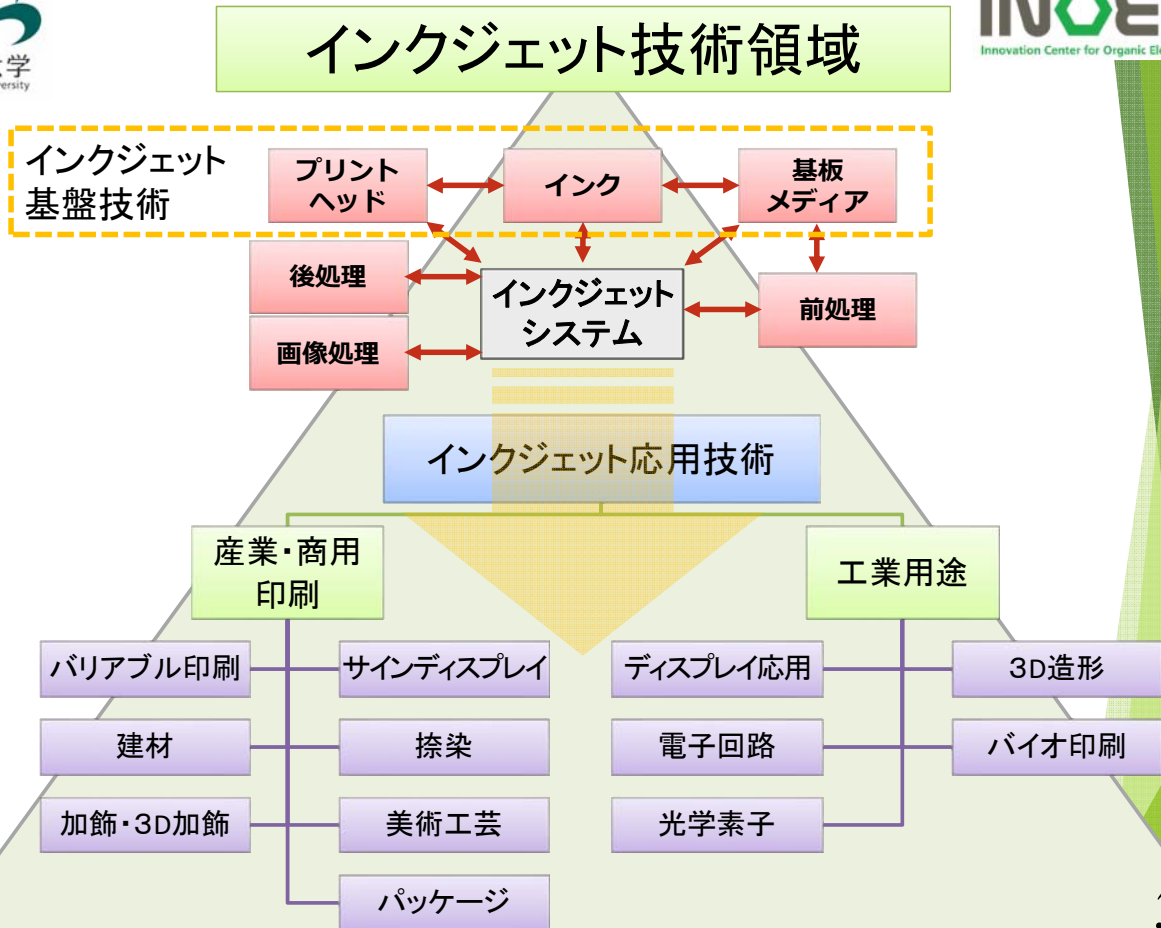 インクジェット技術領域
学
versity
INOE
Innovation Center for Organic Ele
インクジェット
基盤技術
プリント
ヘッド
インク
基板
メディア
後処理
インクジェット
システム
前処理
画像処理
インクジェット応用技術
産業・商用
印刷
工業用途
バリアブル印刷
サインディスプレイ
ディスプレイ応用
3D造形
建材
捺染
電子回路
バイオ印刷
加飾・3D加飾
美術工芸
光学素子
パッケージ